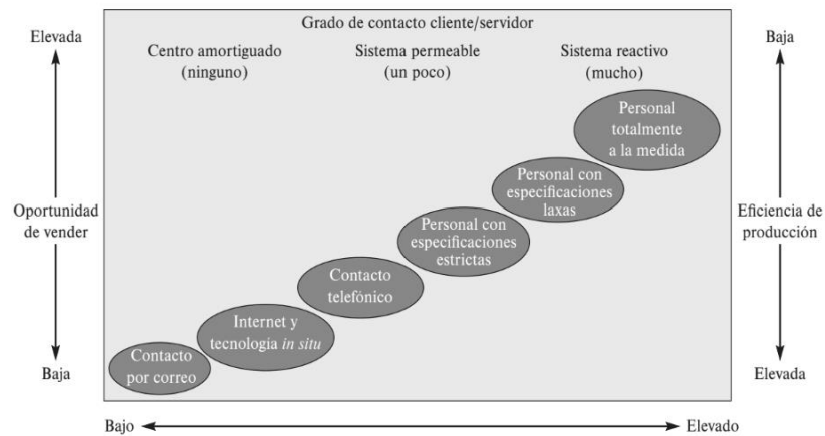 Grado de contacto cliente/servidor
Elevada
Centro amortiguado
(ninguno)
Sistema permeable
(un poco)
Sistema reactivo
(mucho)
Baja
Personal
totalmente
a la medida
Personal con
especificaciones
laxas
Oportunidad
de vender
Personal con
especificaciones
estrictas
Eficiencia de
producción
Contacto
telefónico
Internet y
tecnología in situ
Contacto
por correo
Baja
Elevada
Bajo
Elevado